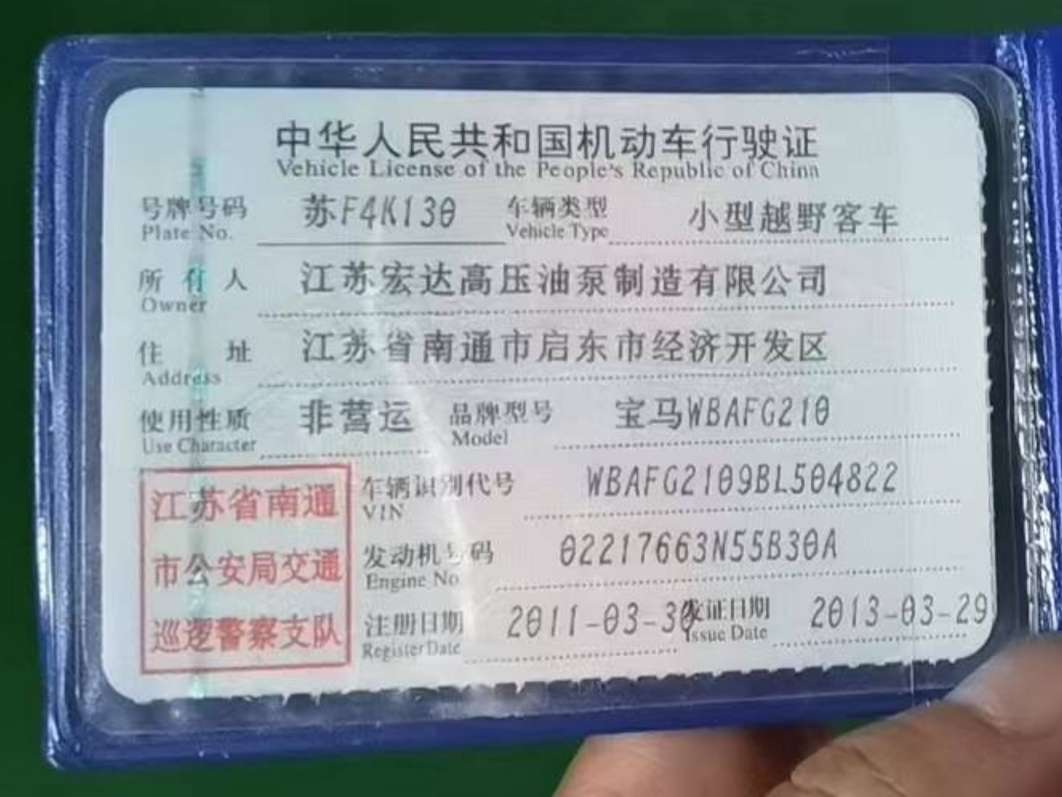 中华人民共和国机动车行驶证
Vehicle License of the People's Republic of China
号牌号码 苏F4K130 车辆类型 小型越野客车
Plate No. Vehicle Type
所有人 江苏宏达高压油泵制造有限公司
Owner
住址 江苏省南通市启东市经济开发区
Address
使用性质 非营运 品牌型号 宝马WBAFG210
Use Character Model
江苏省南通
市公安局交通
巡逻警察支队
车辆识别代号 WBAFG2109BL504822
VIN
发动机号码 02217663N55B30A
Engine No.
注册日期 2011-03-30 发证日期 2013-03-29
Register Date Issue Date